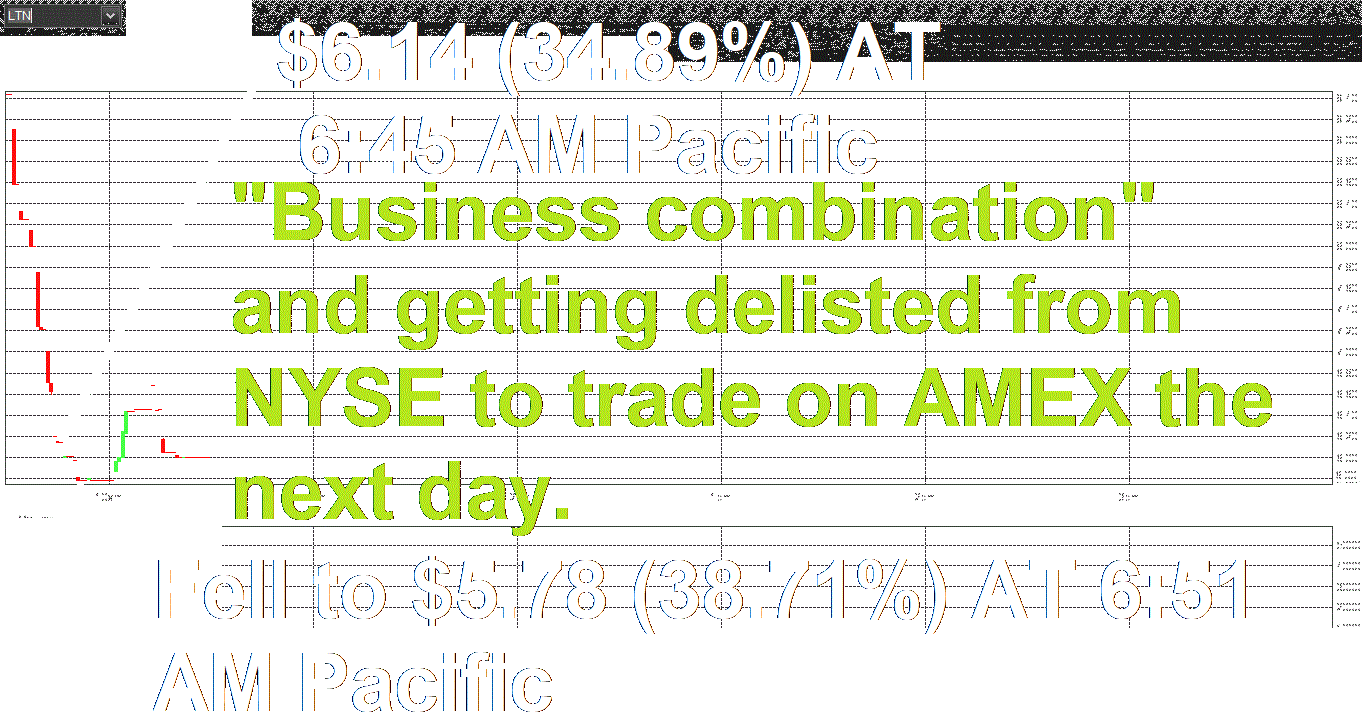 LTN
$6.14 (34.89%) AT
6:45 AM Pacific
"Business combination"
and getting delisted from
NYSE to trade on AMEX the
next day.
Fell to $5.78 (38.71%) AT 6:51
AM Pacific